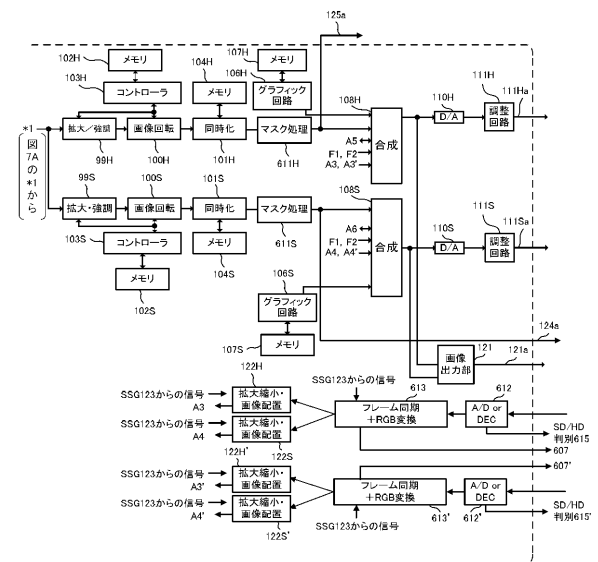 125a
102H
メモリ
103H
コントローラ
104H
メモリ
107H
メモリ
106H
グラフィック
回路
108H
合成
110H
D/A
111H
調整
回路
111Ha
*1
図7Aの*1から
拡大/強調
99H
画像回転
100H
同時化
101H
マスク処理
611H
A5
F1, F2
A3, A3'
99S
拡大・強調
100S
画像回転
101S
同時化
マスク処理
611S
108S
合成
A6
F1, F2
A4, A4'
110S
D/A
111S
調整
回路
111Sa
103S
コントローラ
メモリ
104S
メモリ
102S
106S
グラフィック
回路
107S
メモリ
124a
画像
出力部
121
121a
122H
SSG123からの信号
A3
拡大縮小・
画像配置
SSG123からの信号
A4
拡大縮小・
画像配置
122S
SSG123からの信号
613
フレーム同期
+RGB変換
612
A/D or
DEC
SD/HD
判別615
607
122H'
SSG123からの信号
A3'
拡大縮小・
画像配置
SSG123からの信号
A4'
拡大縮小・
画像配置
122S'
607'
フレーム同期
+RGB変換
613'
SSG123からの信号
A/D or
DEC
612'
SD/HD
判別615'